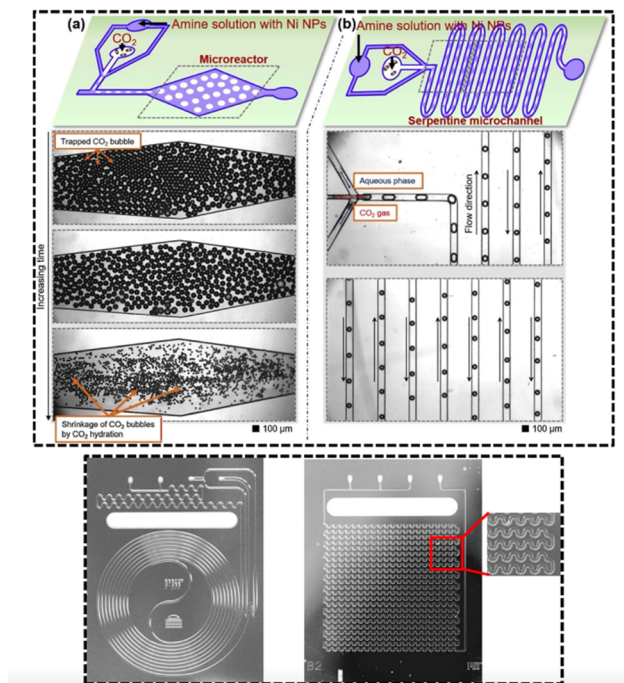 (a)
Amine solution with Ni NPs
CO2
Microreactor
Trapped CO2 bubble
Increasing time
Shrinkage of CO2 bubbles
by CO2 hydration
100 µm
(b)
Amine solution with Ni NPs
CO2
Serpentine microchannel
Aqueous phase
CO2 gas
Flow direction
100 µm
B2